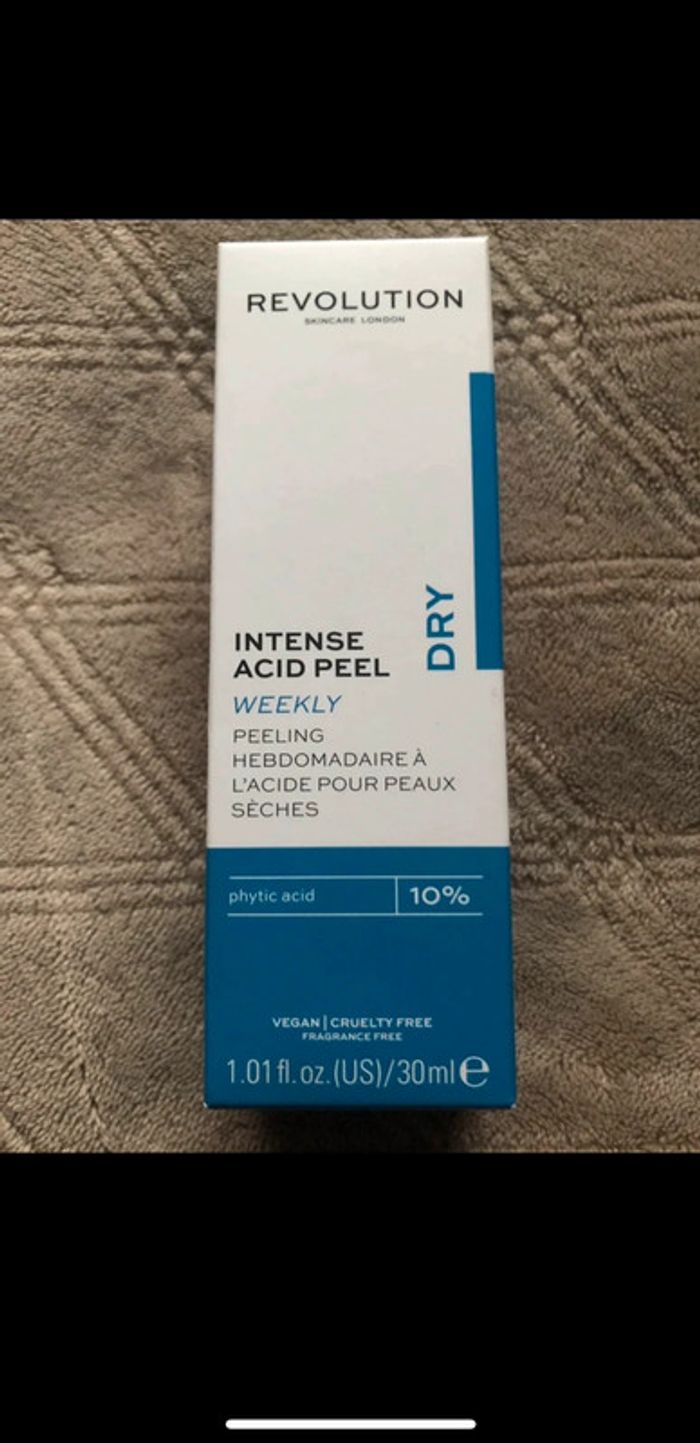 REVOLUTION
SKINCARE LONDON
DRY
INTENSE
ACID PEEL
WEEKLY
PEELING
HEBDOMADAIRE À
L'ACIDE POUR PEAUX
SÈCHES
phytic acid 10%
VEGAN | CRUELTY FREE
FRAGRANCE FREE
1.01 fl. oz. (US)/30ml e